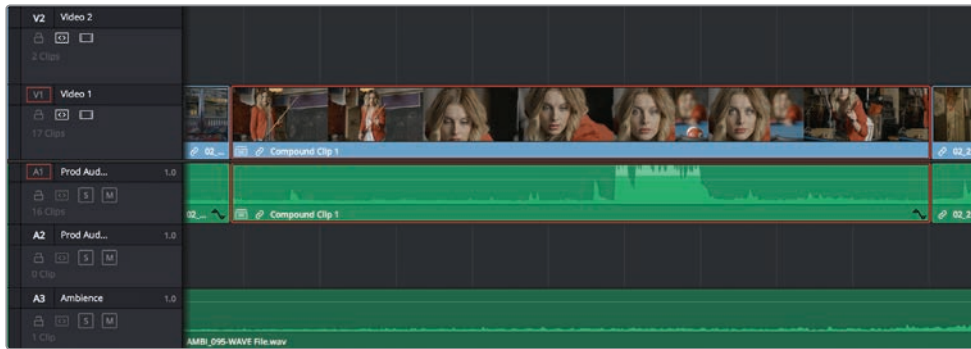 V2 Video 2
2 Clips
V1 Video 1
17 Clips
02_...
Compound Clip 1
02_2
A1 Prod Aud... 1.0
S M
16 Clips
02_...
Compound Clip 1
02_2
A2 Prod Aud... 1.0
S M
0 Clip
A3 Ambience 1.0
S M
1 Clip
AMBI_095-WAVE File.wav